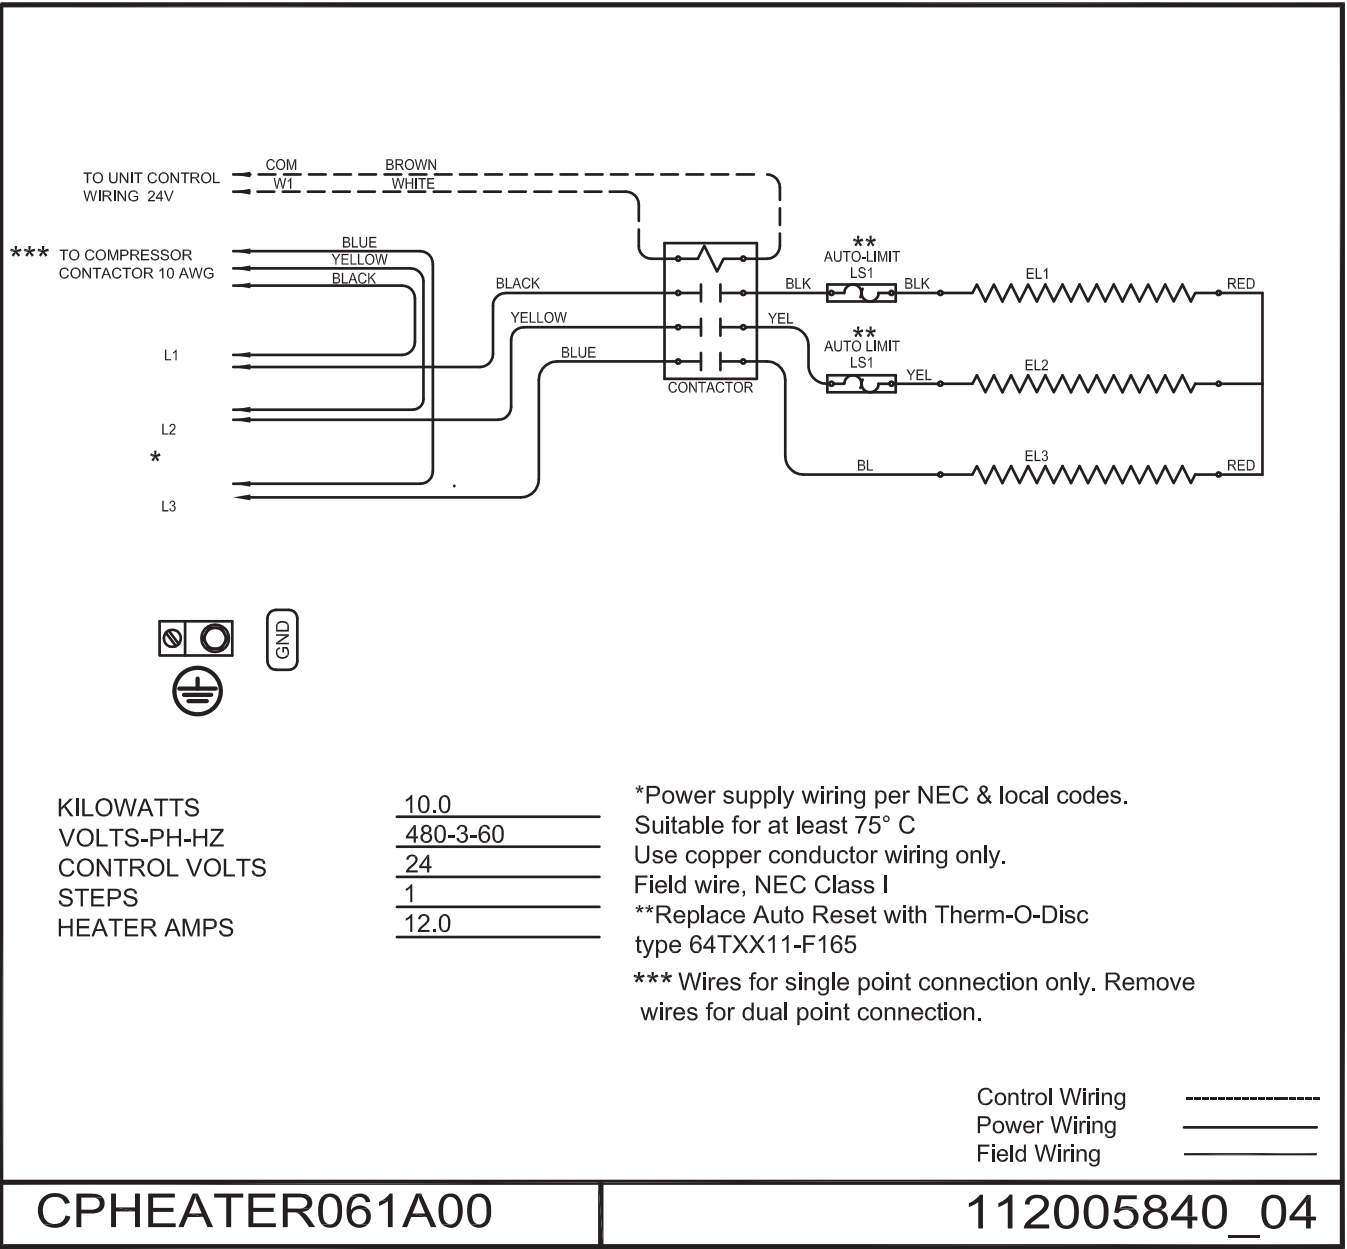 COM BROWN
TO UNIT CONTROL
WIRING 24V
W1 WHITE
*** TO COMPRESSOR
CONTACTOR 10 AWG
BLUE
YELLOW
BLACK
BLACK
YELLOW
BLUE
L1
L2
*
L3
CONTACTOR
**
AUTO-LIMIT
LS1
BLK
BLK
EL1
RED
YEL
**
AUTO LIMIT
LS1
YEL
EL2
BL
EL3
RED
GND
KILOWATTS 10.0
VOLTS-PH-HZ 480-3-60
CONTROL VOLTS 24
STEPS 1
HEATER AMPS 12.0
*Power supply wiring per NEC & local codes.
Suitable for at least 75° C
Use copper conductor wiring only.
Field wire, NEC Class I
**Replace Auto Reset with Therm-O-Disc
type 64TXX11-F165
*** Wires for single point connection only. Remove
wires for dual point connection.
Control Wiring
Power Wiring
Field Wiring
CPHEATER061A00
112005840_04